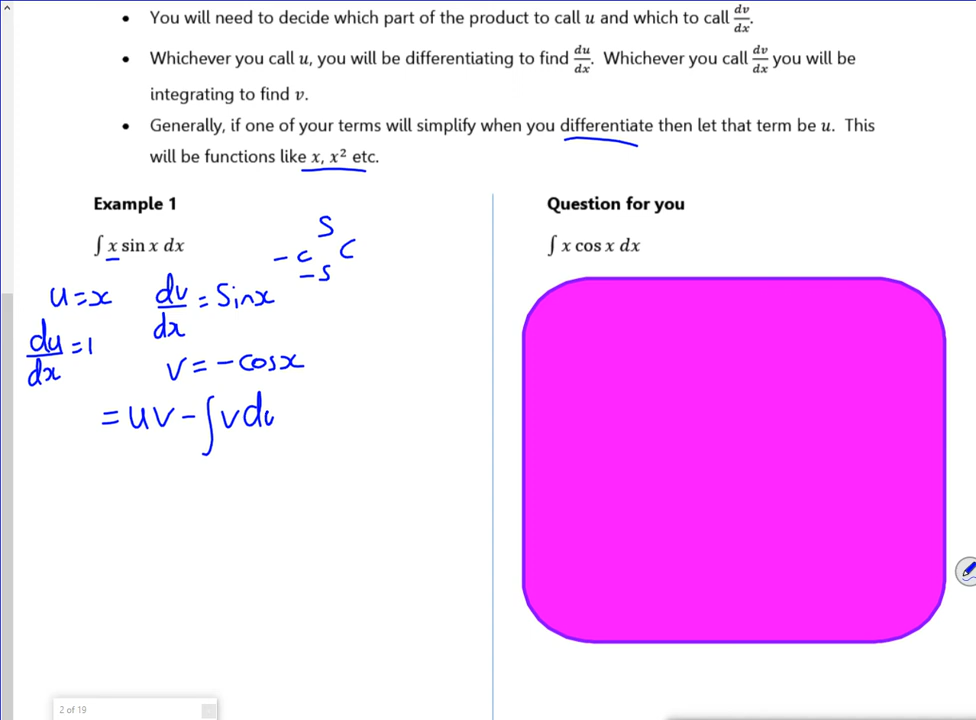 • You will need to decide which part of the product to call u and which to call dv/dx.
• Whichever you call u, you will be differentiating to find du/dx. Whichever you call dv/dx you will be
integrating to find v.
• Generally, if one of your terms will simplify when you differentiate then let that term be u. This
will be functions like x, x² etc.
Example 1
∫ x sin x dx
S
-C C
-S
u=x dv/dx = Sinx
du/dx =1
v = -cosx
= uv - ∫v du
Question for you
∫ x cos x dx
2 of 19